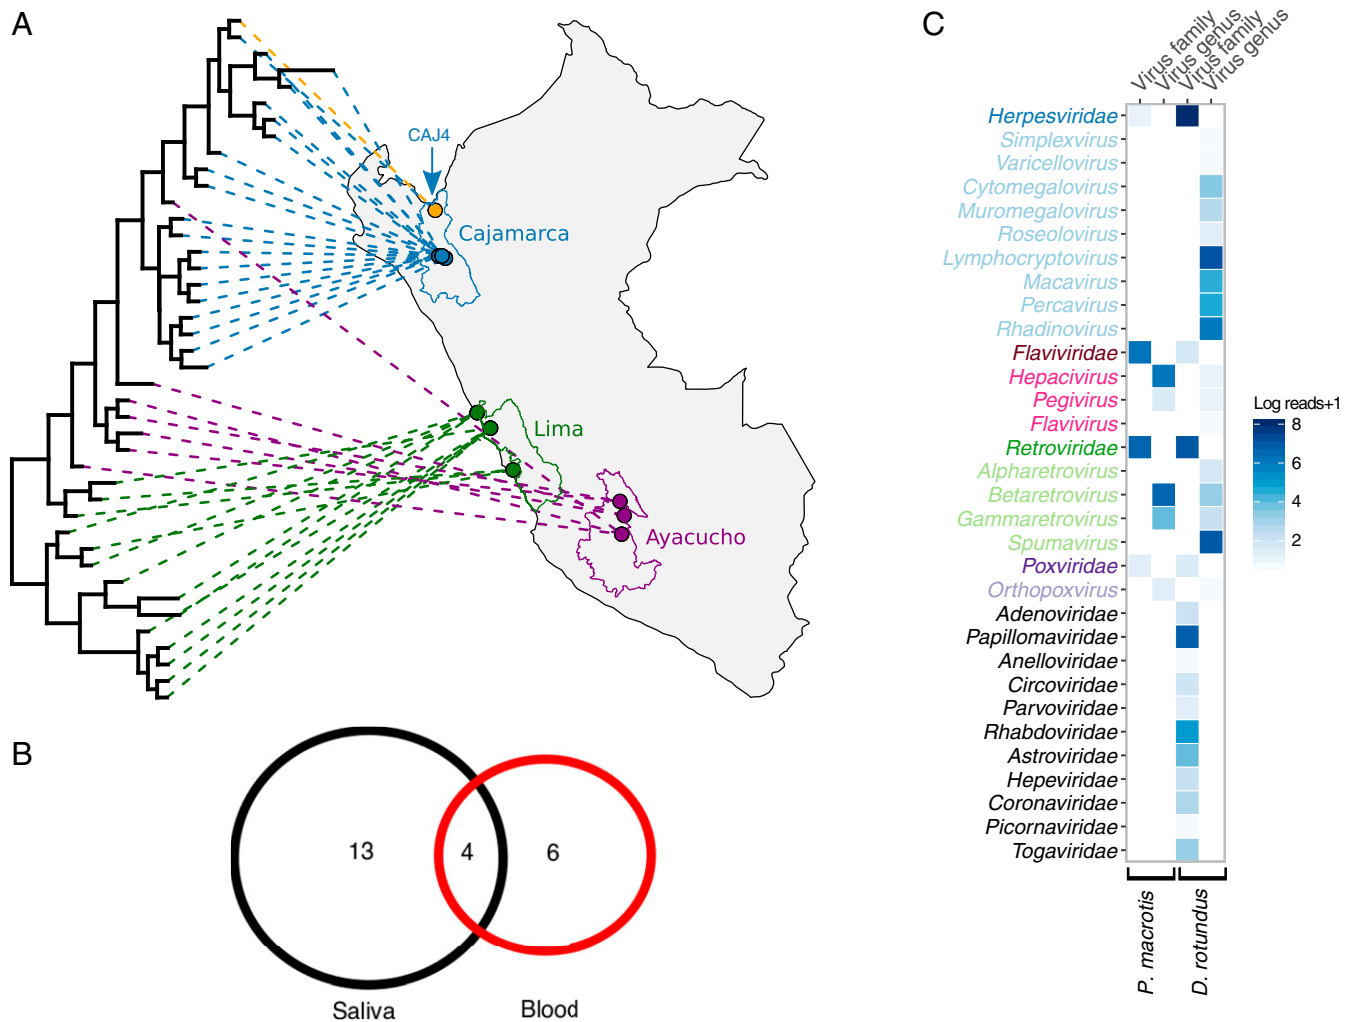 A
CAJ4
Cajamarca
Lima
Ayacucho
B
13
4
6
Saliva
Blood
C
Virus family
Virus genus
Virus family
Virus genus
Herpesviridae
Simplexvirus
Varicellovirus
Cytomegalovirus
Muromegalovirus
Roseolovirus
Lymphocryptovirus
Macavirus
Percavirus
Rhadinovirus
Flaviviridae
Hepacivirus
Pegivirus
Flavivirus
Retroviridae
Alpharetrovirus
Betaretrovirus
Gammaretrovirus
Spumavirus
Poxviridae
Orthopoxvirus
Adenoviridae
Papillomaviridae
Anelloviridae
Circoviridae
Parvoviridae
Rhabdoviridae
Astroviridae
Hepeviridae
Coronaviridae
Picornaviridae
Togaviridae
P. macrotis
D. rotundus
Log reads+1
8
6
4
2